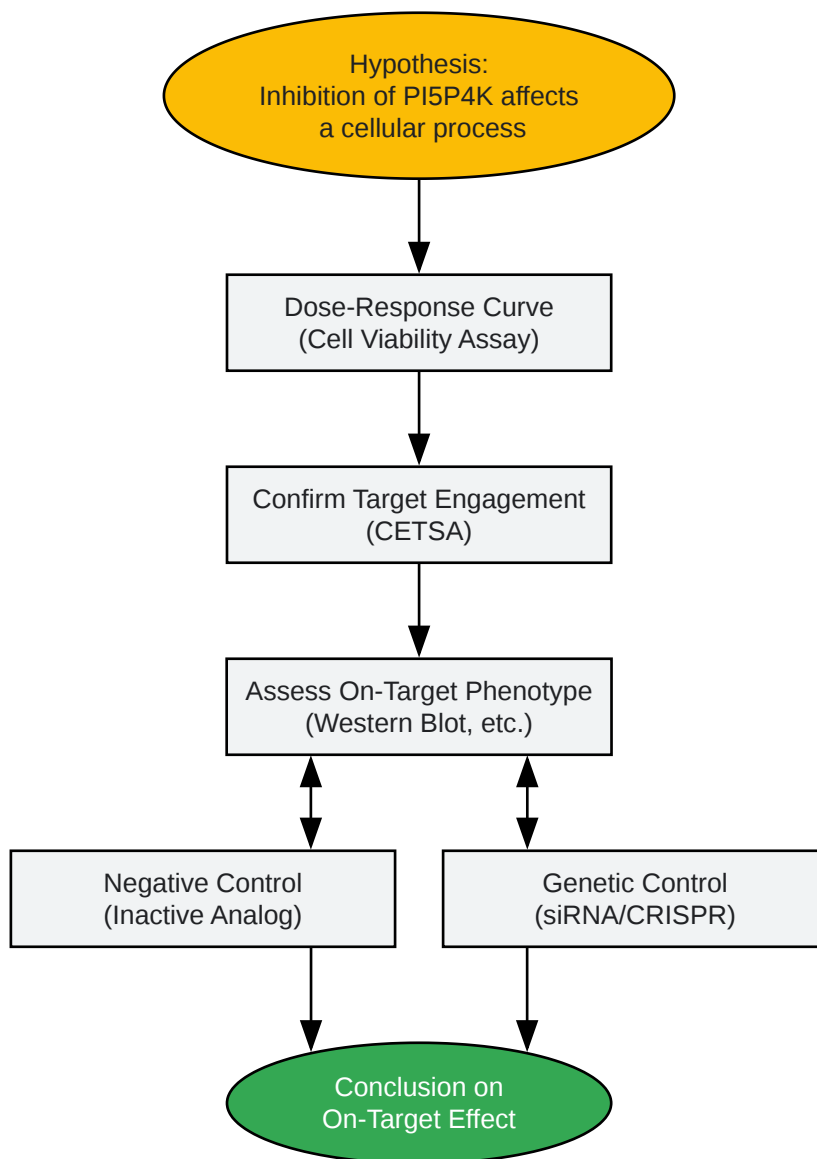 Hypothesis:
Inhibition of PI5P4K affects
a cellular process
Dose-Response Curve
(Cell Viability Assay)
Confirm Target Engagement
(CETSA)
Assess On-Target Phenotype
(Western Blot, etc.)
Negative Control
(Inactive Analog)
Genetic Control
(siRNA/CRISPR)
Conclusion on
On-Target Effect